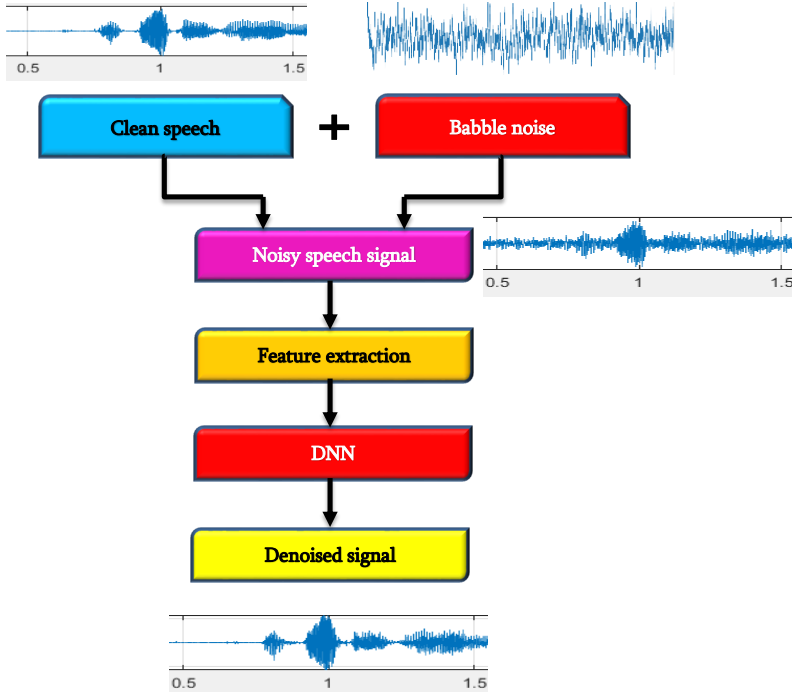 0.5 1 1.5
Clean speech + Babble noise
Noisy speech signal
0.5 1 1.5
Feature extraction
DNN
Denoised signal
0.5 1 1.5